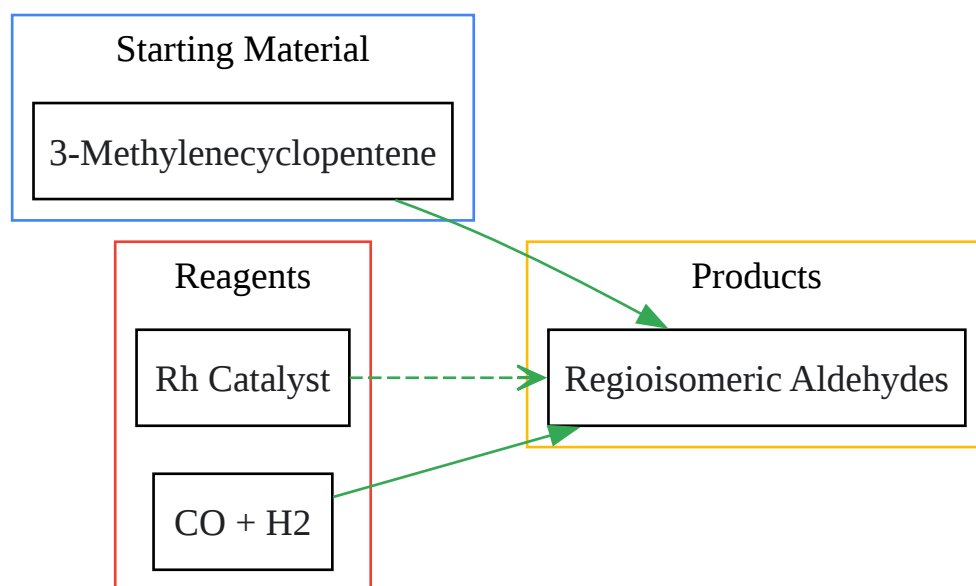 Starting Material
3-Methylenecyclopentene
Reagents
Rh Catalyst
CO + H2
Products
Regioisomeric Aldehydes